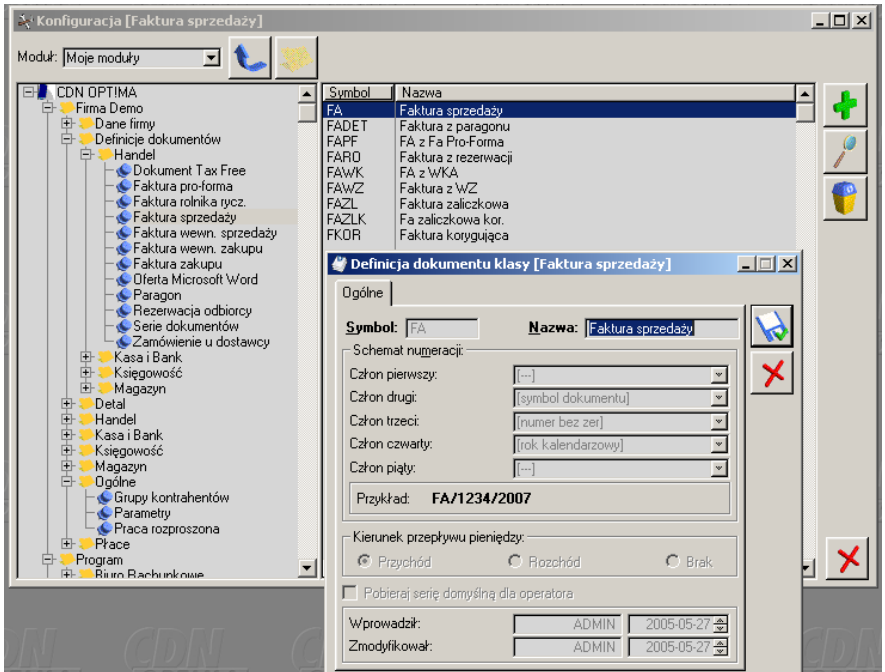 Konfiguracja [Faktura sprzedaży]
Moduł: Moje moduły
CDN OPT!MA
Firma Demo
Dane firmy
Definicje dokumentów
Handel
Dokument Tax Free
Faktura pro-forma
Faktura rolnika rycz.
Faktura sprzedaży
Faktura wewn. sprzedaży
Faktura wewn. zakupu
Faktura zakupu
Oferta Microsoft Word
Paragon
Rezerwacja odbiorcy
Serie dokumentów
Zamówienie u dostawcy
Kasa i Bank
Księgowość
Magazyn
Detal
Handel
Kasa i Bank
Księgowość
Magazyn
Ogólne
Grupy kontrahentów
Parametry
Praca rozproszona
Płace
Program
Biuro Rachunkowe
Symbol Nazwa
FA Faktura sprzedaży
FADET Faktura z paragonu
FAPF FA z Fa Pro-Forma
FARO Faktura z rezerwacji
FAWK FA z WKA
FAWZ Faktura z WZ
FAZL Faktura zaliczkowa
FAZLK Fa zaliczkowa kor.
FKOR Faktura korygująca
Definicja dokumentu klasy [Faktura sprzedaży]
Ogólne
Symbol: FA Nazwa: Faktura sprzedaży
Schemat numeracji:
Człon pierwszy: [---]
Człon drugi: [symbol dokumentu]
Człon trzeci: [numer bez zer]
Człon czwarty: [rok kalendarzowy]
Człon piąty: [---]
Przykład: FA/1234/2007
Kierunek przepływu pieniędzy:
Przychód Rozchód Brak
Pobieraj serię domyślną dla operatora
Wprowadził: ADMIN 2005-05-27
Zmodyfikował: ADMIN 2005-05-27
CDN CDN CDN